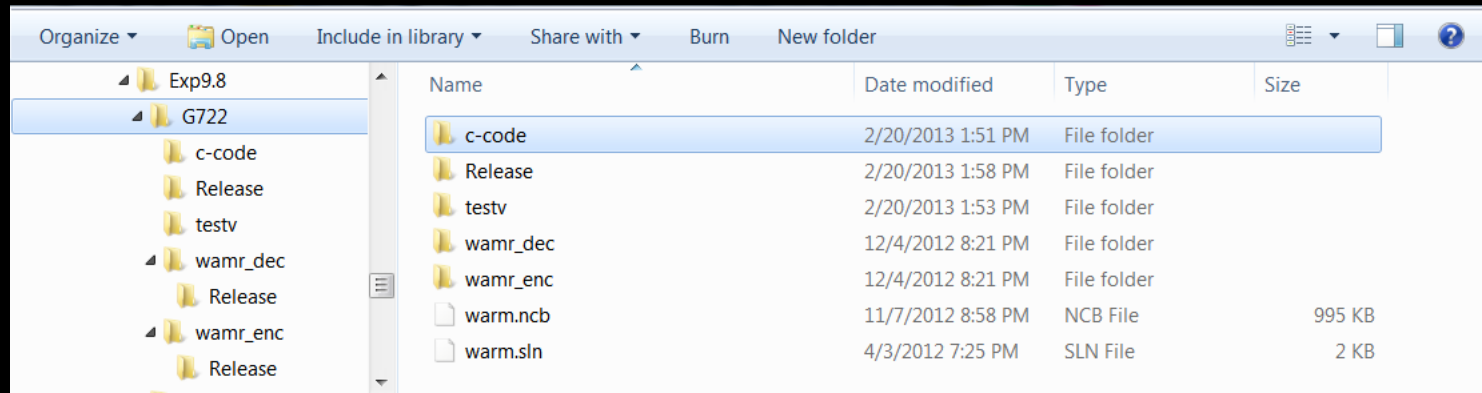 Organize Open Include in library Share with Burn New folder
Exp9.8
G722
c-code
Release
testv
wamr_dec
Release
wamr_enc
Release
Name Date modified Type Size
c-code 2/20/2013 1:51 PM File folder
Release 2/20/2013 1:58 PM File folder
testv 2/20/2013 1:53 PM File folder
wamr_dec 12/4/2012 8:21 PM File folder
wamr_enc 12/4/2012 8:21 PM File folder
warm.ncb 11/7/2012 8:58 PM NCB File 995 KB
warm.sln 4/3/2012 7:25 PM SLN File 2 KB